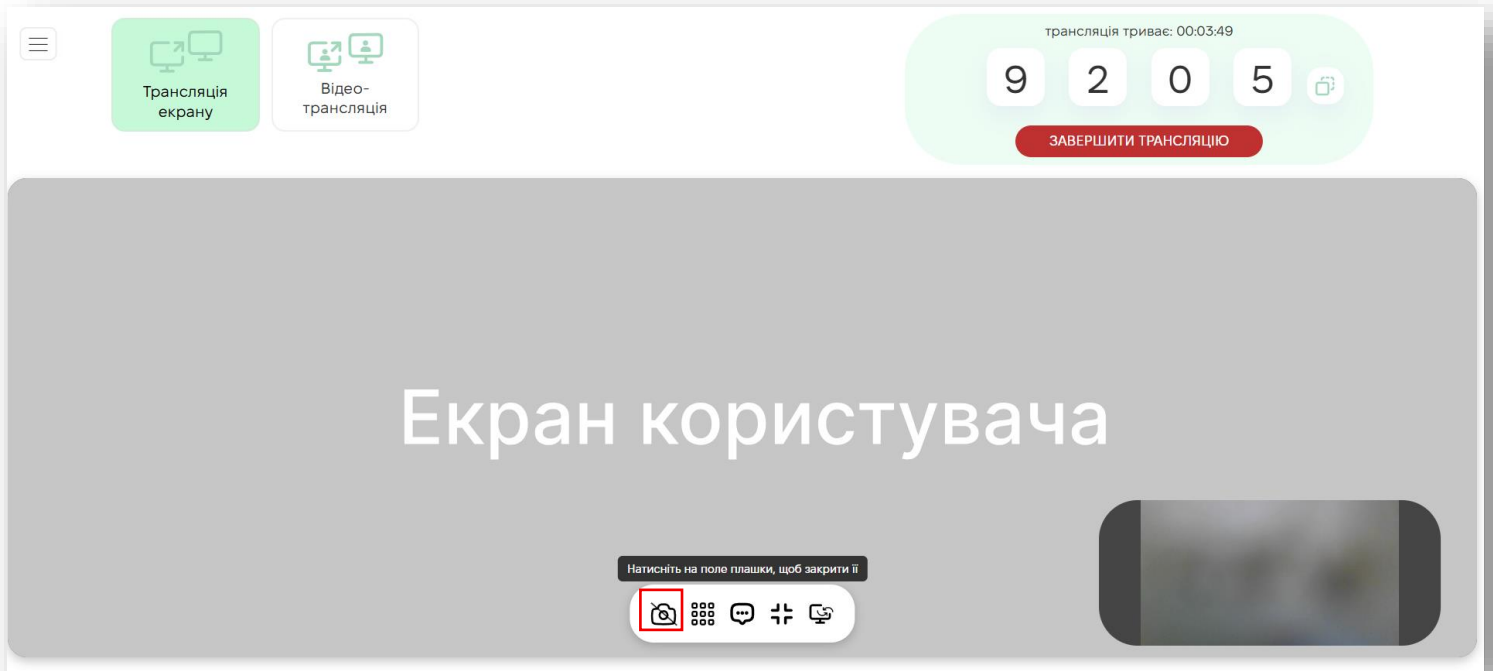 Трансляція
екрану
Відео-
трансляція
трансляція триває: 00:03:49
9 2 0 5
ЗАВЕРШИТИ ТРАНСЛЯЦІЮ
Екран користувача
Натисніть на поле плашки, щоб закрити її